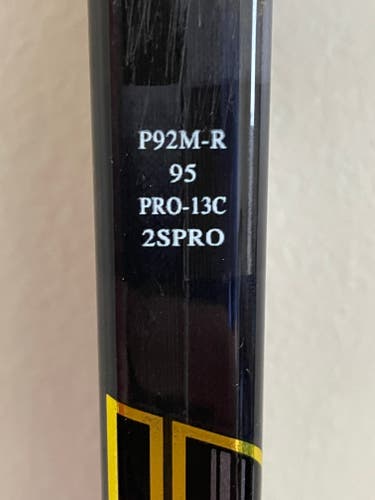 P92M-R
95
PRO-13C
2SPRO